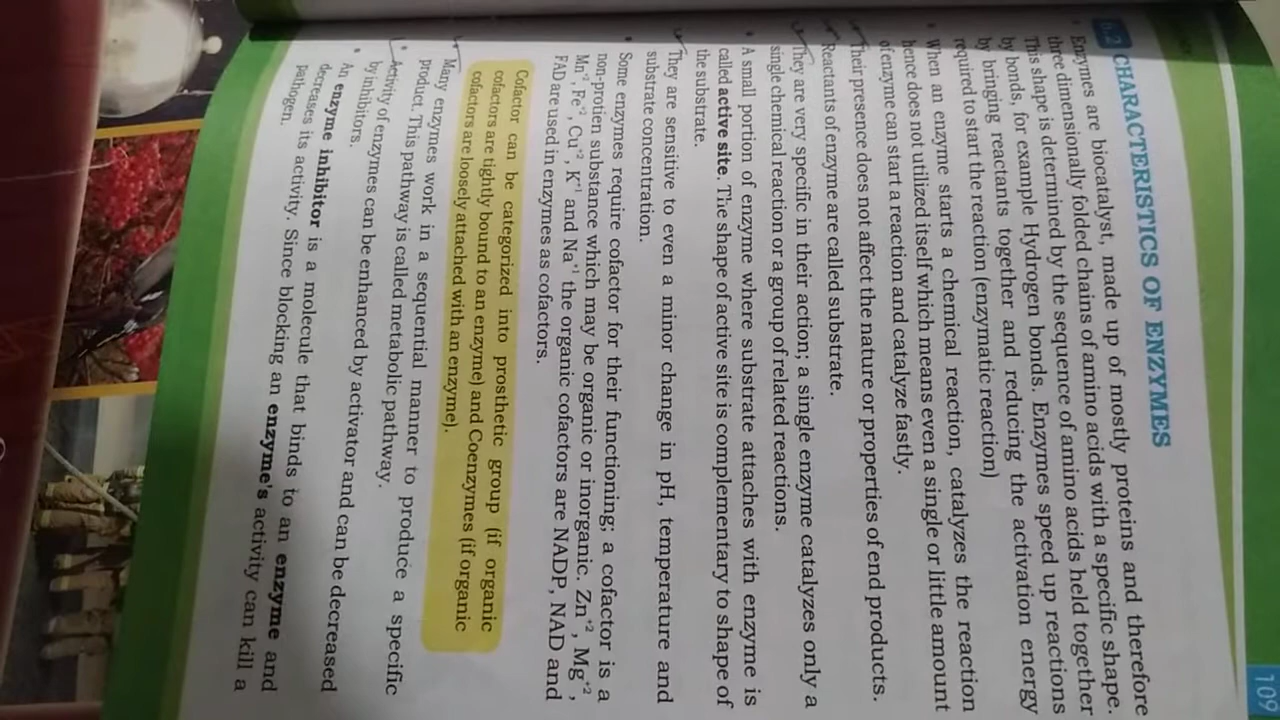 109
6.2 CHARACTERISTICS OF ENZYMES
• Enzymes are biocatalyst, made up of mostly proteins and therefore
three dimensionally folded chains of amino acids with a specific shape.
This shape is determined by the sequence of amino acids held together
by bonds, for example Hydrogen bonds. Enzymes speed up reactions
by bringing reactants together and reducing the activation energy
required to start the reaction (enzymatic reaction)
• When an enzyme starts a chemical reaction, catalyzes the reaction
hence does not utilized itself which means even a single or little amount
of enzyme can start a reaction and catalyze fastly.
Their presence does not affect the nature or properties of end products.
Reactants of enzyme are called substrate.
They are very specific in their action; a single enzyme catalyzes only a
single chemical reaction or a group of related reactions.
• A small portion of enzyme where substrate attaches with enzyme is
called active site. The shape of active site is complementary to shape of
the substrate.
They are sensitive to even a minor change in pH, temperature and
substrate concentration.
• Some enzymes require cofactor for their functioning; a cofactor is a
non-protien substance which may be organic or inorganic. Zn⁺², Mg⁺²,
Mn⁺², Fe⁺², Cu⁺², K⁺¹ and Na⁺¹ the organic cofactors are NADP, NAD and
FAD are used in enzymes as cofactors.
Cofactor can be categorized into prosthetic group (if organic
cofactors are tightly bound to an enzyme) and Coenzymes (if organic
cofactors are loosely attached with an enzyme).
Many enzymes work in a sequential manner to produce a specific
product. This pathway is called metabolic pathway.
• Activity of enzymes can be enhanced by activator and can be decreased
by inhibitors.
• An enzyme inhibitor is a molecule that binds to an enzyme and
decreases its activity. Since blocking an enzyme's activity can kill a
pathogen.